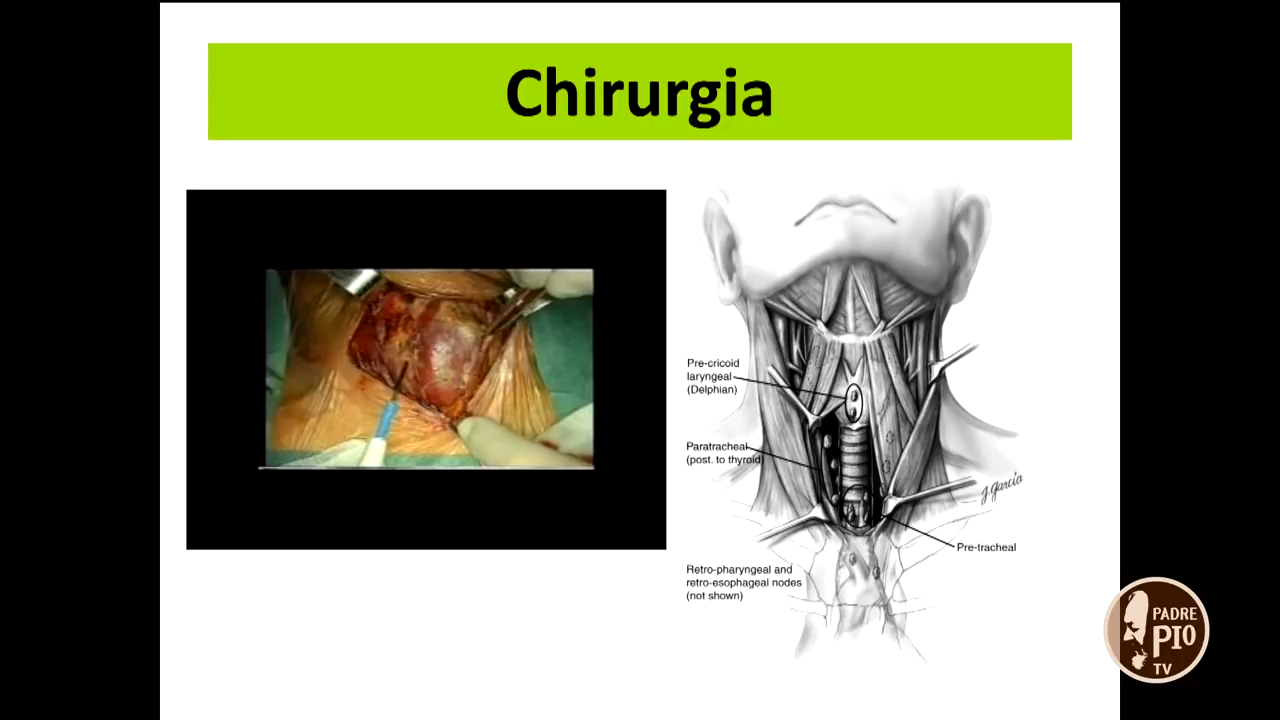 Chirurgia
Pre-cricoid
laryngeal
(Delphian)
Paratracheal
(post. to thyroid)
J. Garcia
Pre-tracheal
Retro-pharyngeal and
retro-esophageal nodes
(not shown)
PADRE
PIO
TV